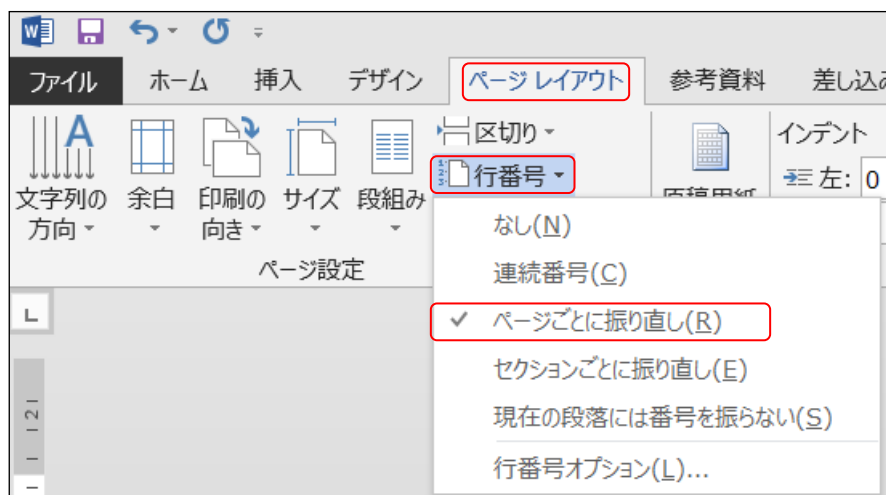 ファイル ホーム 挿入 デザイン ページ レイアウト 参考資料 差し込み
文字列の方向
余白
印刷の向き
サイズ
段組み
区切り
行番号
原稿用紙
インデント
左: 0
ページ設定
なし(N)
連続番号(C)
ページごとに振り直し(R)
セクションごとに振り直し(E)
現在の段落には番号を振らない(S)
行番号オプション(L)...
2